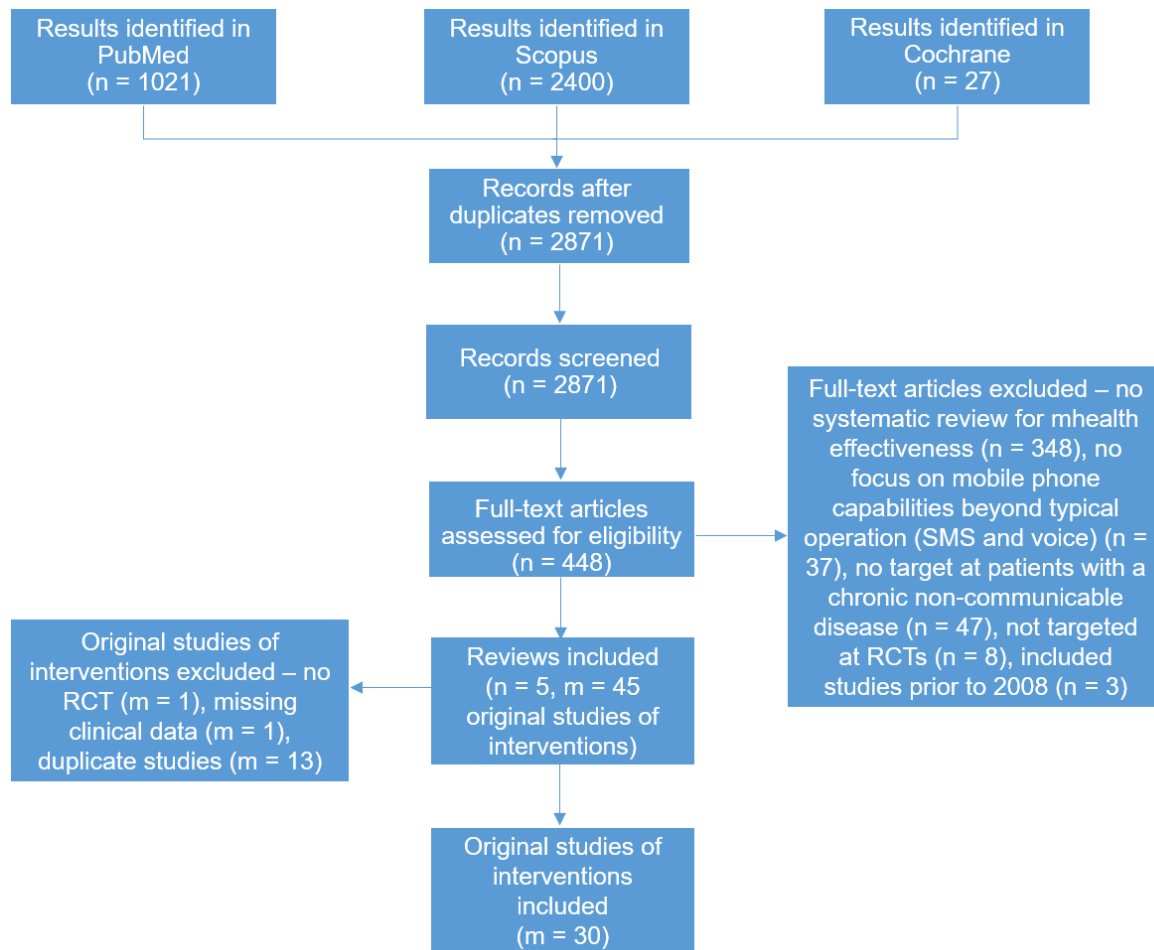 Results identified in
PubMed
(n = 1021)
Results identified in
Scopus
(n = 2400)
Results identified in
Cochrane
(n = 27)
Records after
duplicates removed
(n = 2871)
Records screened
(n = 2871)
Full-text articles
assessed for eligibility
(n = 448)
Full-text articles excluded – no
systematic review for mhealth
effectiveness (n = 348), no
focus on mobile phone
capabilities beyond typical
operation (SMS and voice) (n =
37), no target at patients with a
chronic non-communicable
disease (n = 47), not targeted
at RCTs (n = 8), included
studies prior to 2008 (n = 3)
Original studies of
interventions excluded – no
RCT (m = 1), missing
clinical data (m = 1),
duplicate studies (m = 13)
Reviews included
(n = 5, m = 45
original studies of
interventions)
Original studies of
interventions
included
(m = 30)